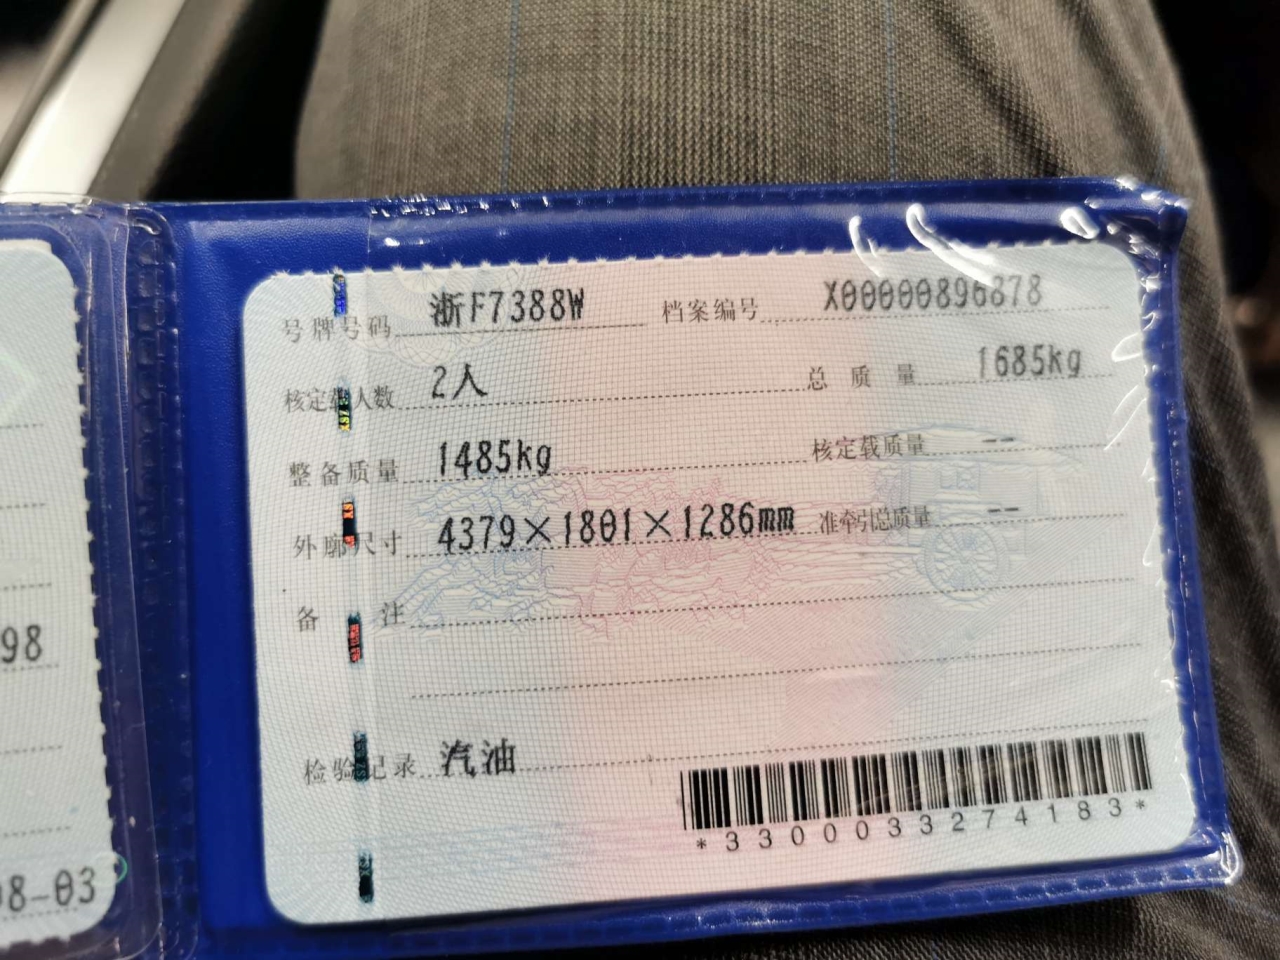 号牌号码 浙F7388W 档案编号 X00000896878
核定载人数 2人 总质量 1685kg
整备质量 1485kg 核定载质量 --
外廓尺寸 4379×1801×1286mm 准牵引总质量 --
备注
98
检验记录 汽油
*3300033274183*
08-03